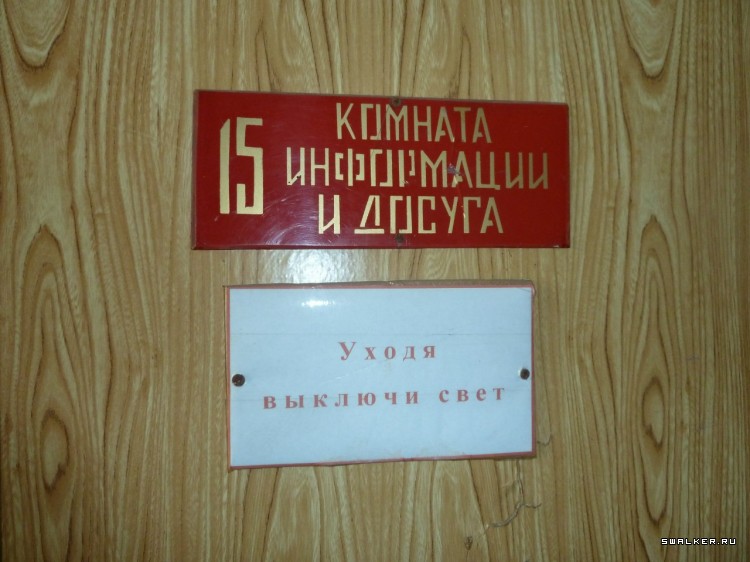 15
КОМНАТА
ИНФОРМАЦИИ
И ДОСУГА
Уходя
выключи свет
SWALKER.RU